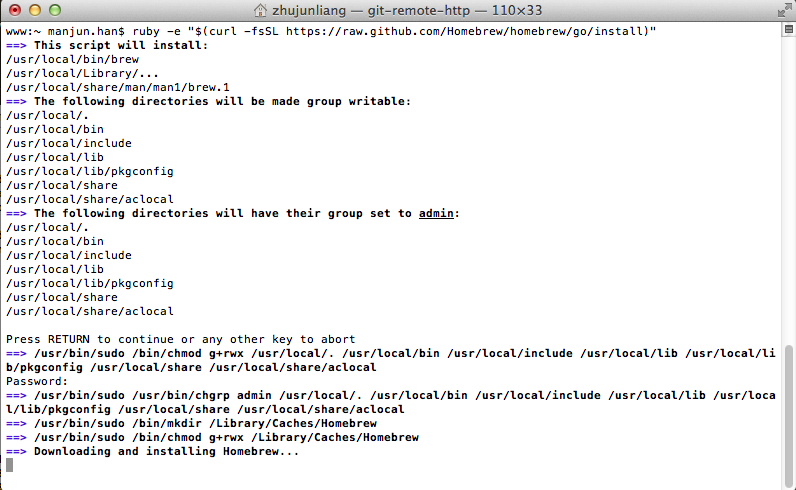 zhujunliang — git-remote-http — 110×33
www:~ manjun.han$ ruby -e "$(curl -fsSL https://raw.github.com/Homebrew/homebrew/go/install)"
==> This script will install:
/usr/local/bin/brew
/usr/local/Library/...
/usr/local/share/man/man1/brew.1
==> The following directories will be made group writable:
/usr/local/.
/usr/local/bin
/usr/local/include
/usr/local/lib
/usr/local/lib/pkgconfig
/usr/local/share
/usr/local/share/aclocal
==> The following directories will have their group set to admin:
/usr/local/.
/usr/local/bin
/usr/local/include
/usr/local/lib
/usr/local/lib/pkgconfig
/usr/local/share
/usr/local/share/aclocal
Press RETURN to continue or any other key to abort
==> /usr/bin/sudo /bin/chmod g+rwx /usr/local/. /usr/local/bin /usr/local/include /usr/local/lib /usr/local/li
b/pkgconfig /usr/local/share /usr/local/share/aclocal
Password:
==> /usr/bin/sudo /usr/bin/chgrp admin /usr/local/. /usr/local/bin /usr/local/include /usr/local/lib /usr/loca
l/lib/pkgconfig /usr/local/share /usr/local/share/aclocal
==> /usr/bin/sudo /bin/mkdir /Library/Caches/Homebrew
==> /usr/bin/sudo /bin/chmod g+rwx /Library/Caches/Homebrew
==> Downloading and installing Homebrew...